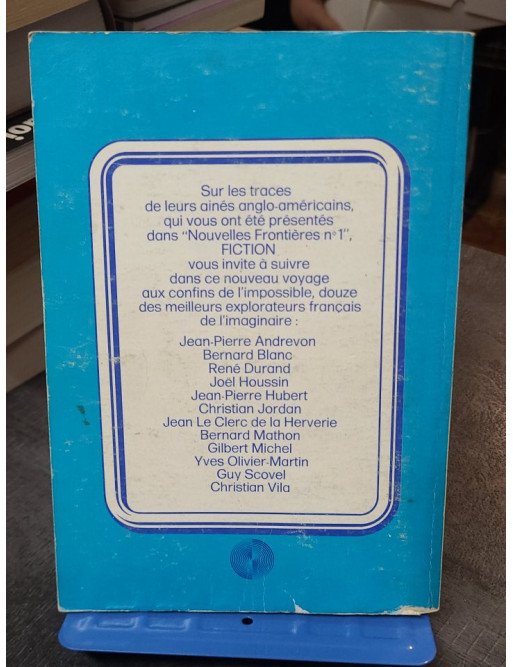 Sur les traces
de leurs ainés anglo-américains,
qui vous ont été présentés
dans "Nouvelles Frontières n°1",
FICTION
vous invite à suivre
dans ce nouveau voyage
aux confins de l'impossible, douze
des meilleurs explorateurs français
de l'imaginaire :
Jean-Pierre Andrevon
Bernard Blanc
René Durand
Joël Houssin
Jean-Pierre Hubert
Christian Jordan
Jean Le Clerc de la Herverie
Bernard Mathon
Gilbert Michel
Yves Olivier-Martin
Guy Scovel
Christian Vila